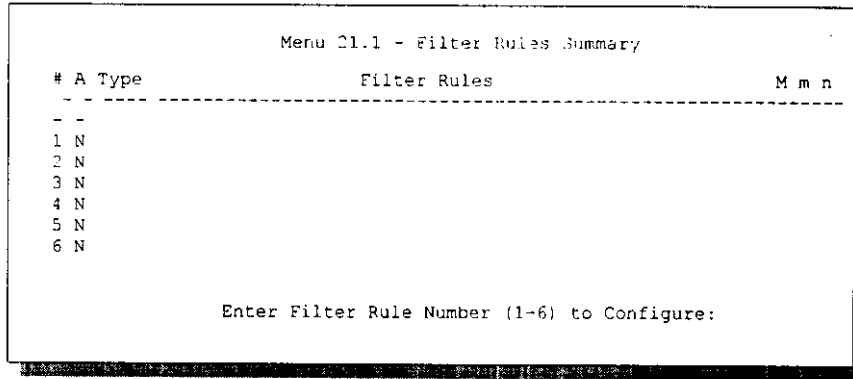 Menu 21.1 - Filter Rules Summary
# A Type Filter Rules M m n
- - ---- ----------------------------------------------------------------------- - - -
- -
1 N
2 N
3 N
4 N
5 N
6 N
Enter Filter Rule Number (1-6) to Configure: